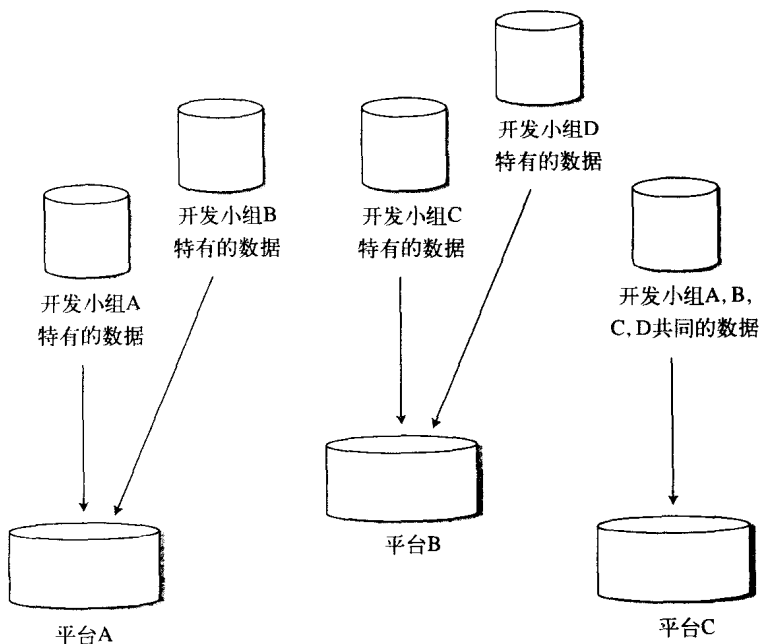 开发小组D
特有的数据
开发小组B
特有的数据
开发小组C
特有的数据
开发小组A
特有的数据
开发小组A, B,
C, D共同的数据
平台B
平台A
平台C